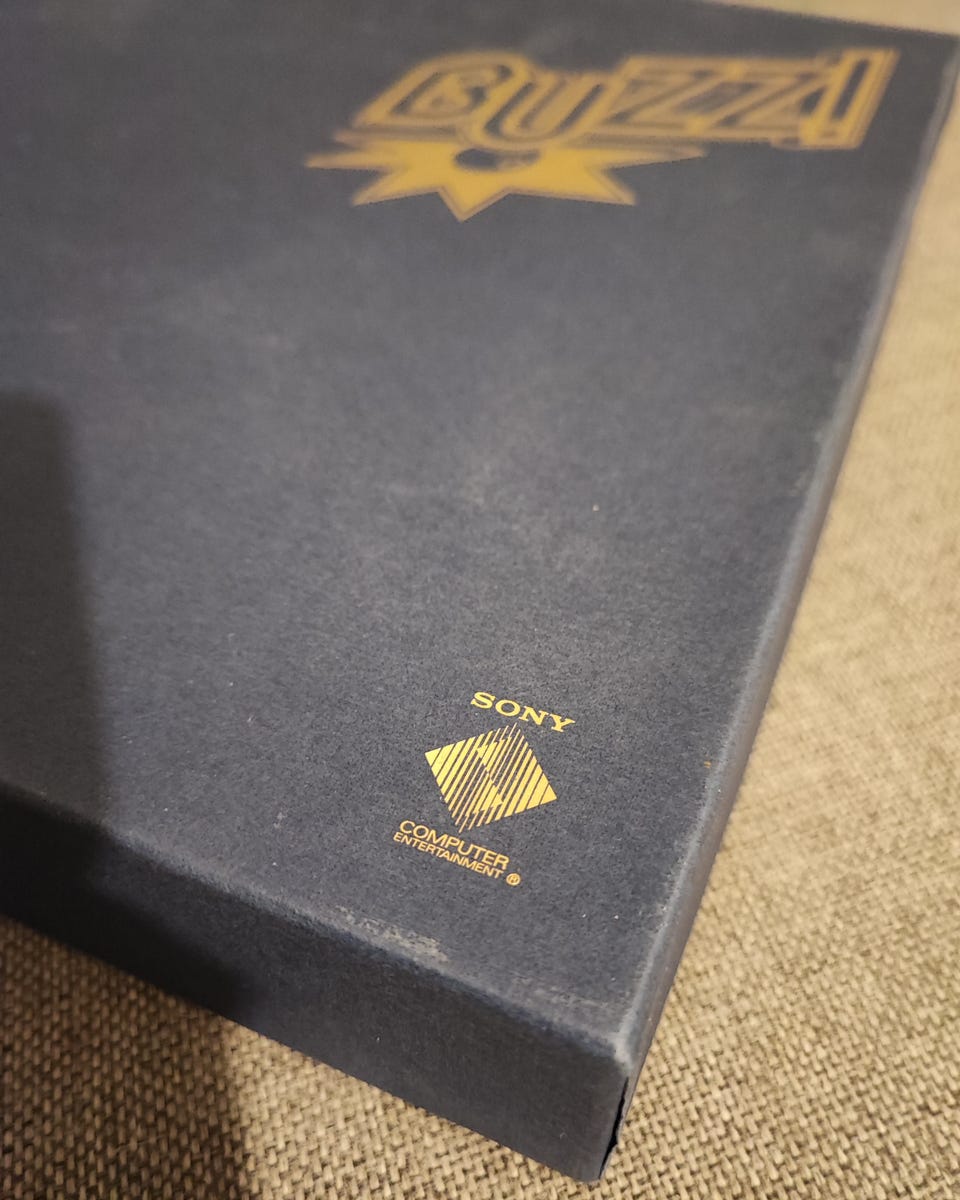 BUZZ!
SONY
COMPUTER
ENTERTAINMENT ®